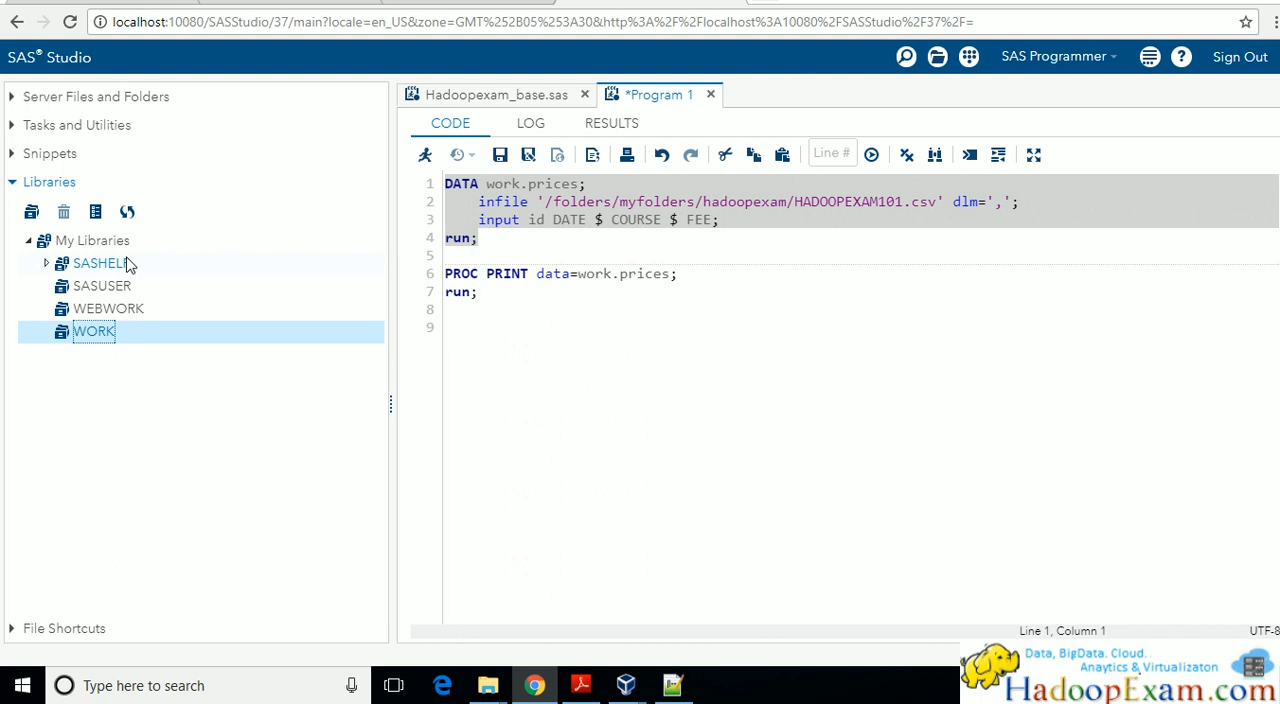 localhost:10080/SASStudio/37/main?locale=en_US&zone=GMT%252B05%253A30&http%3A%2F%2Flocalhost%3A10080%2FSASStudio%2F37%2F=
SAS® Studio
SAS Programmer
Sign Out
Server Files and Folders
Tasks and Utilities
Snippets
Libraries
My Libraries
SASHELP
SASUSER
WEBWORK
WORK
File Shortcuts
Hadoopexam_base.sas
*Program 1
CODE LOG RESULTS
Line #
1 DATA work.prices;
2 infile '/folders/myfolders/hadoopexam/HADOOPEXAM101.csv' dlm=',';
3 input id DATE $ COURSE $ FEE;
4 run;
5
6 PROC PRINT data=work.prices;
7 run;
8
9
Line 1, Column 1
UTF-8
Type here to search
Data, BigData. Cloud.
Anaytics & Virtualizaton
HadoopExam.com